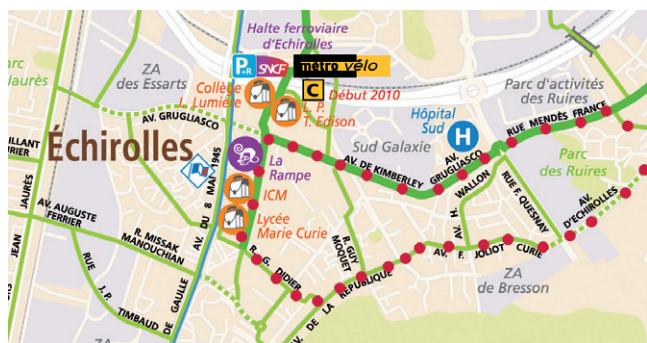 Halte ferroviaire
d'Echirolles
P+R
SNCF
métro vélo
ZA
des Essarts
Parc
Jaurès
Collège
L. Lumière
C
Début 2010
L. P.
T. Edison
Hôpital
Sud
H
Parc d'activités
des Ruires
RUE MENDÈS FRANCE
AV. GRUGLIASCO
Échirolles
Sud Galaxie
AV. DE KIMBERLEY
AV.
GRUGLIASCO
Parc
des Ruires
La
Rampe
ICM
Lycée
Marie Curie
AV. H. WALLON
RUE F. QUESNAY
AV.
D'ECHIROLLES
JEAN JAURÈS
AV. AUGUSTE
FERRIER
R. MISSAK
MANOUCHIAN
AV. DU 8 MAI 1945
R. G. DIDIER
R. GUY
MOQUET
AV. F. JOLIOT CURIE
ZA
de Bresson
RUE J.P. TIMBAUD
DE GAULLE
AV. DE LA RÉPUBLIQUE
ZA